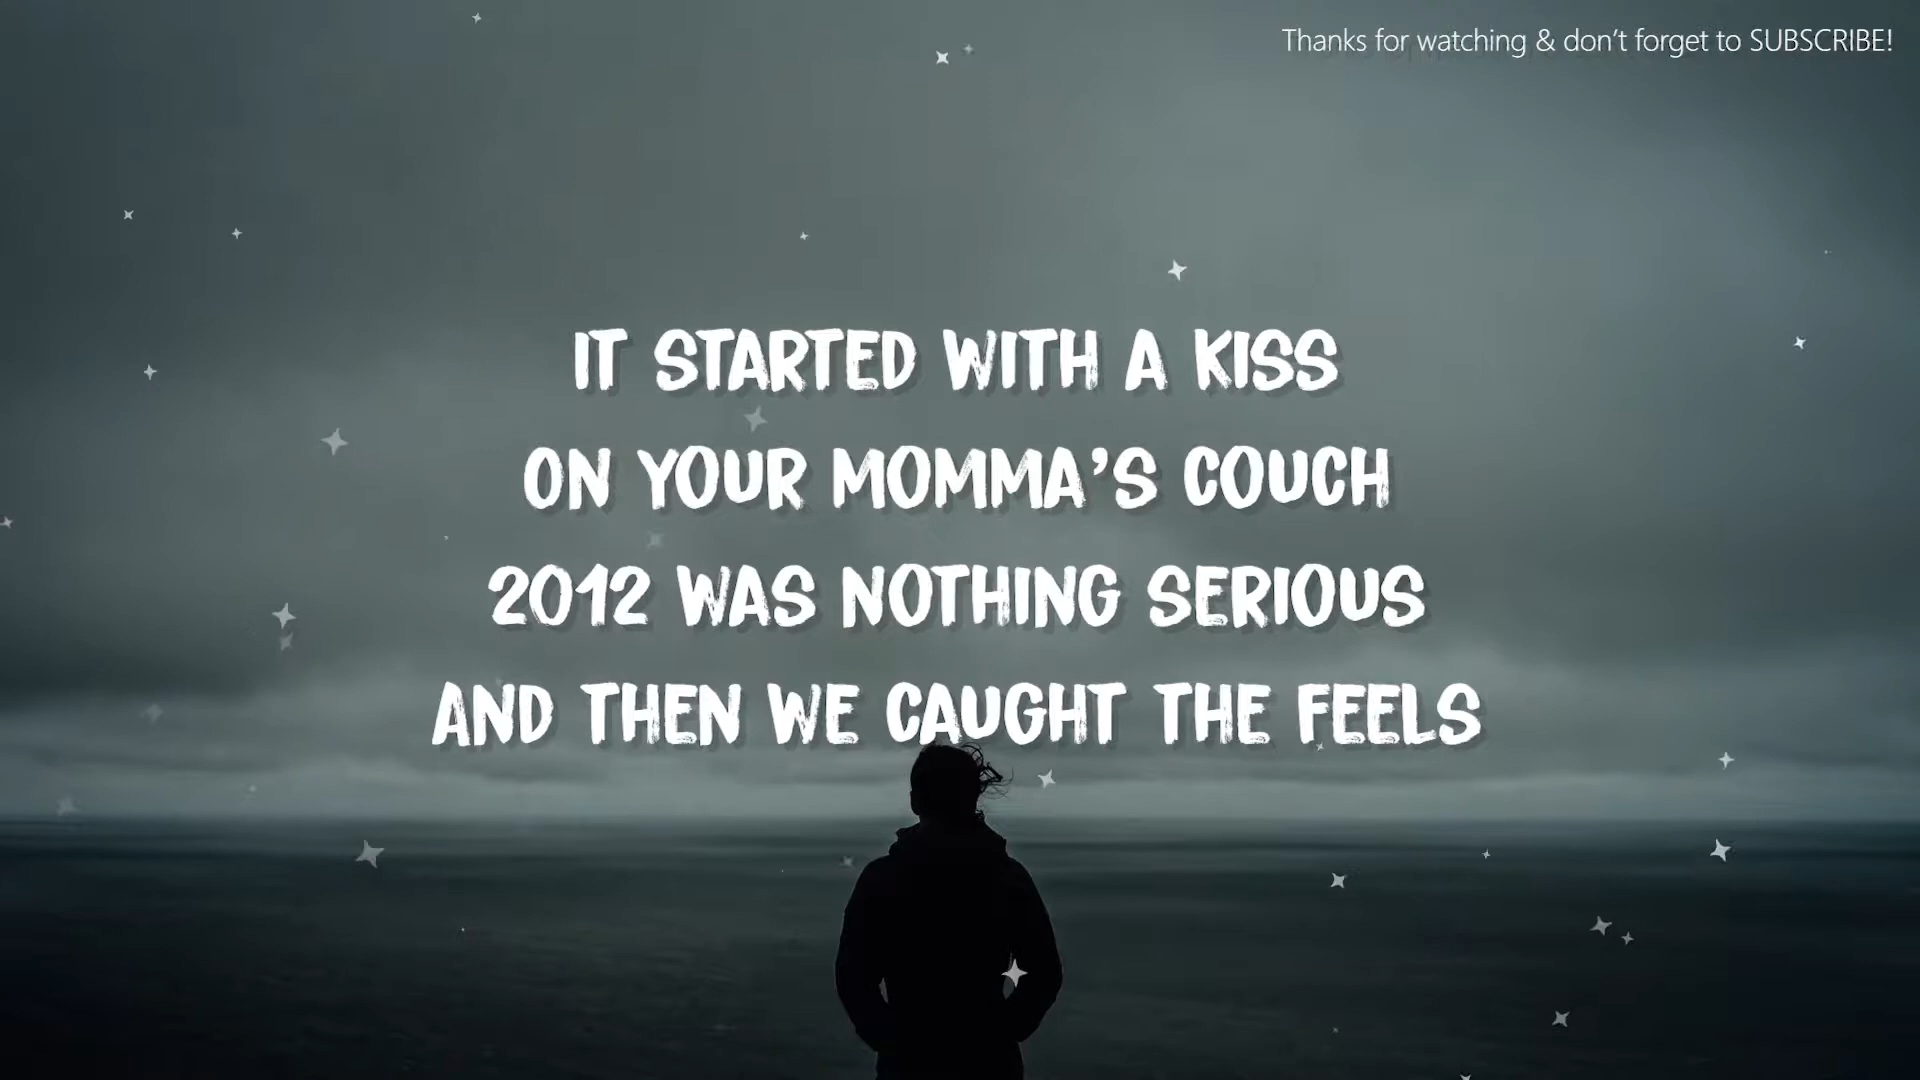 Thanks for watching & don't forget to SUBSCRIBE!
IT STARTED WITH A KISS
ON YOUR MOMMA'S COUCH
2012 WAS NOTHING SERIOUS
AND THEN WE CAUGHT THE FEELS